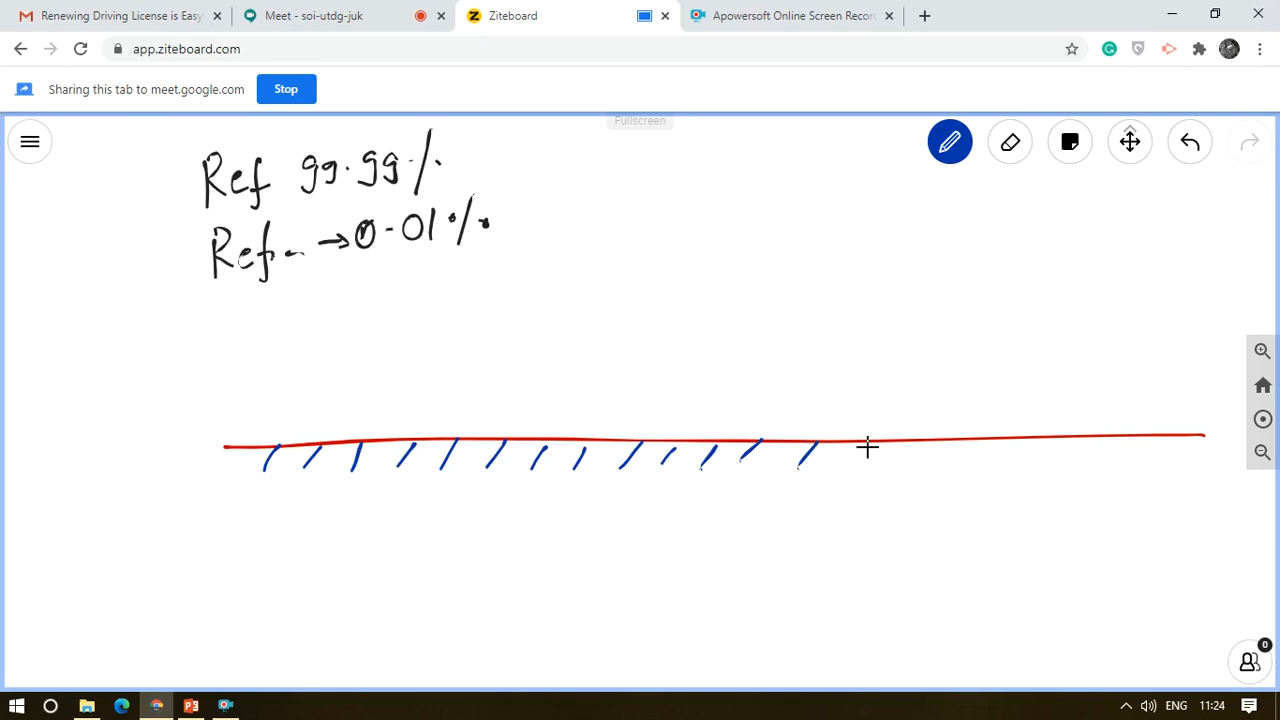 Renewing Driving License is Easy
Meet - soi-utdg-juk
Ziteboard
Apowersoft Online Screen Recor
app.ziteboard.com
Sharing this tab to meet.google.com
Stop
Fullscreen
Ref 99.99%
Ref → 0.01%
0
ENG
11:24